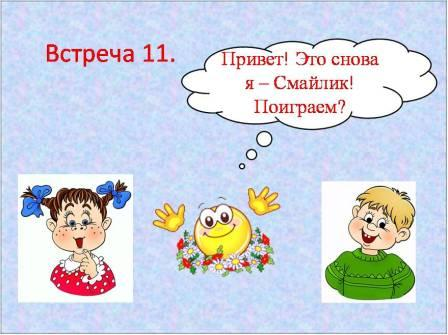 Встреча 11.
Привет! Это снова
я – Смайлик!
Поиграем?